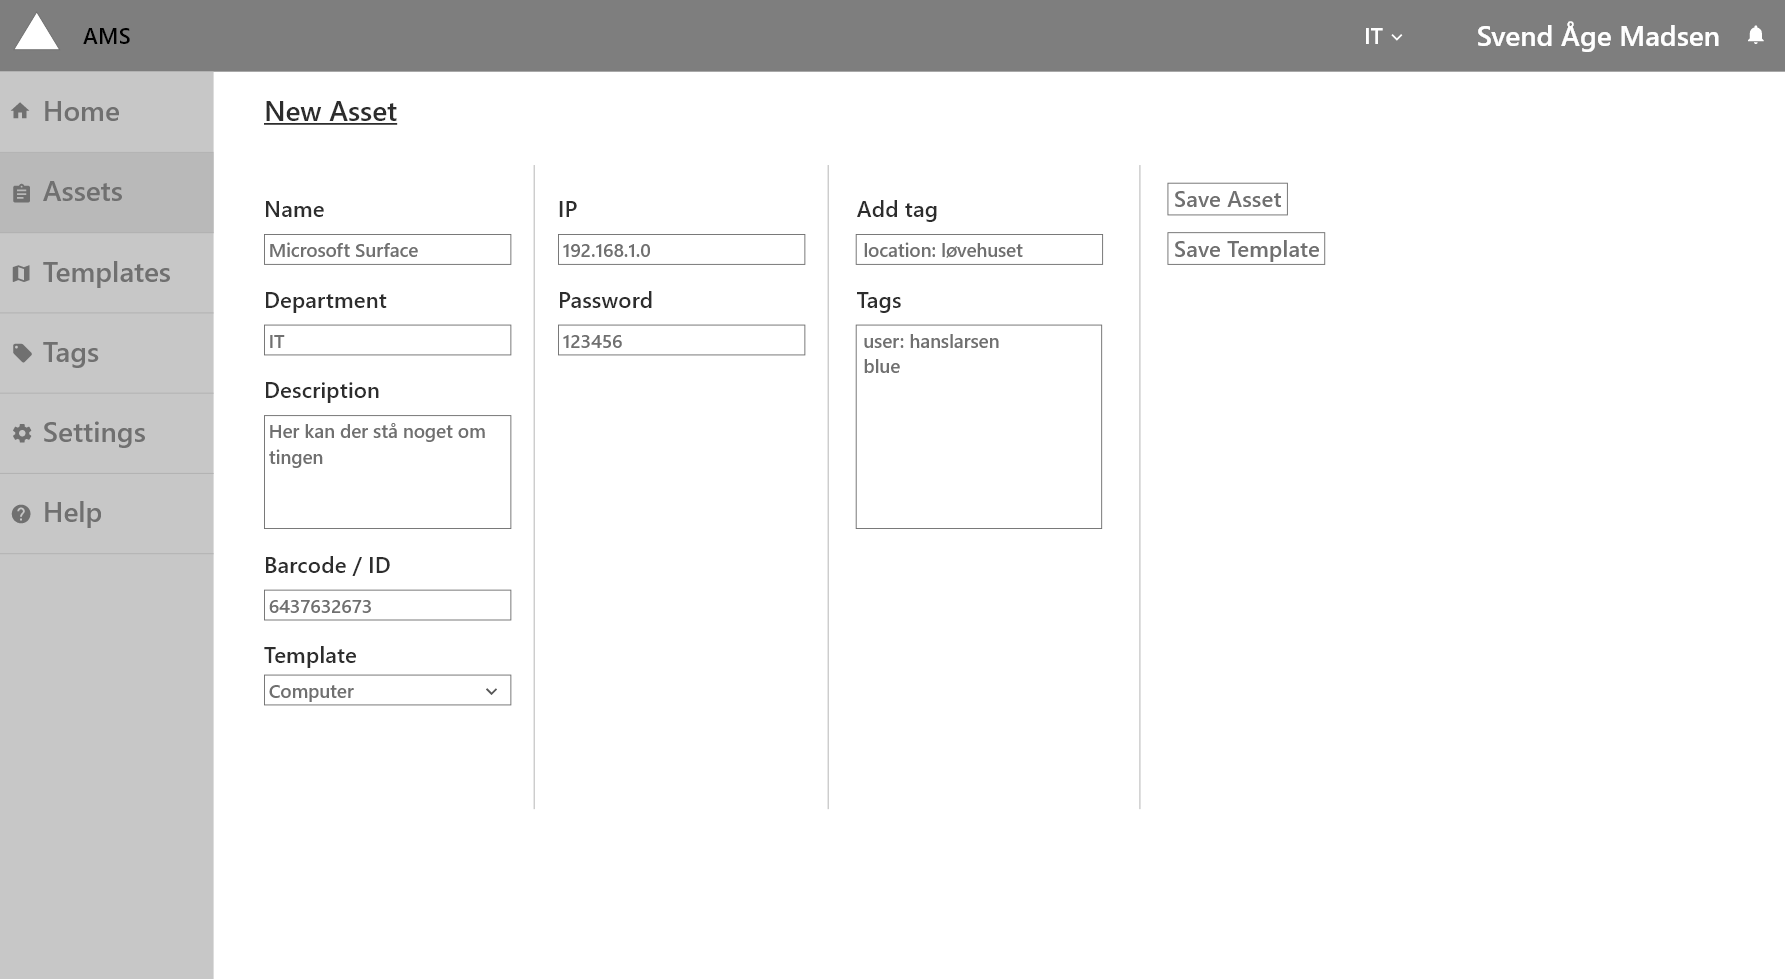 AMS
IT
Svend Åge Madsen
Home
Assets
Templates
Tags
Settings
Help
New Asset
Name
Microsoft Surface
Department
IT
Description
Her kan der stå noget om
tingen
Barcode / ID
6437632673
Template
Computer
IP
192.168.1.0
Password
123456
Add tag
location: løvehuset
Tags
user: hanslarsen
blue
Save Asset
Save Template